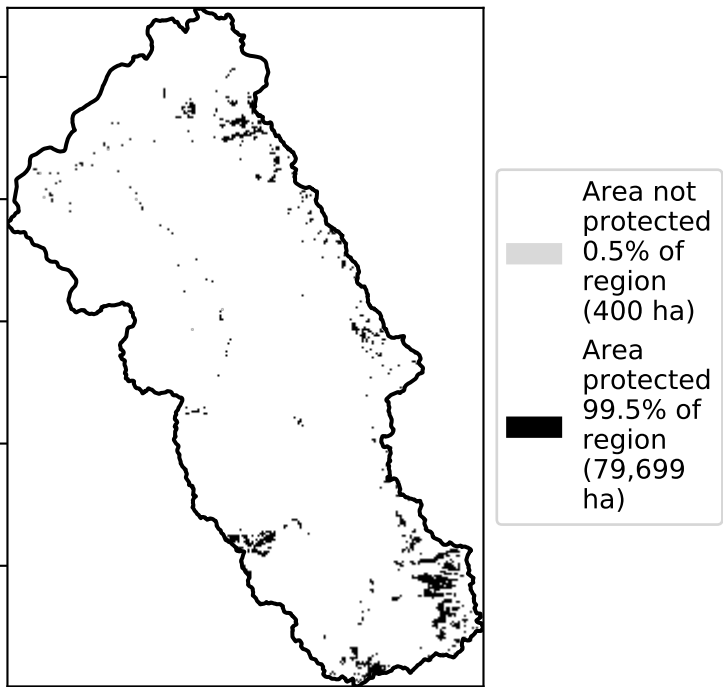 Area not
protected
0.5% of
region
(400 ha)
Area
protected
99.5% of
region
(79,699
ha)